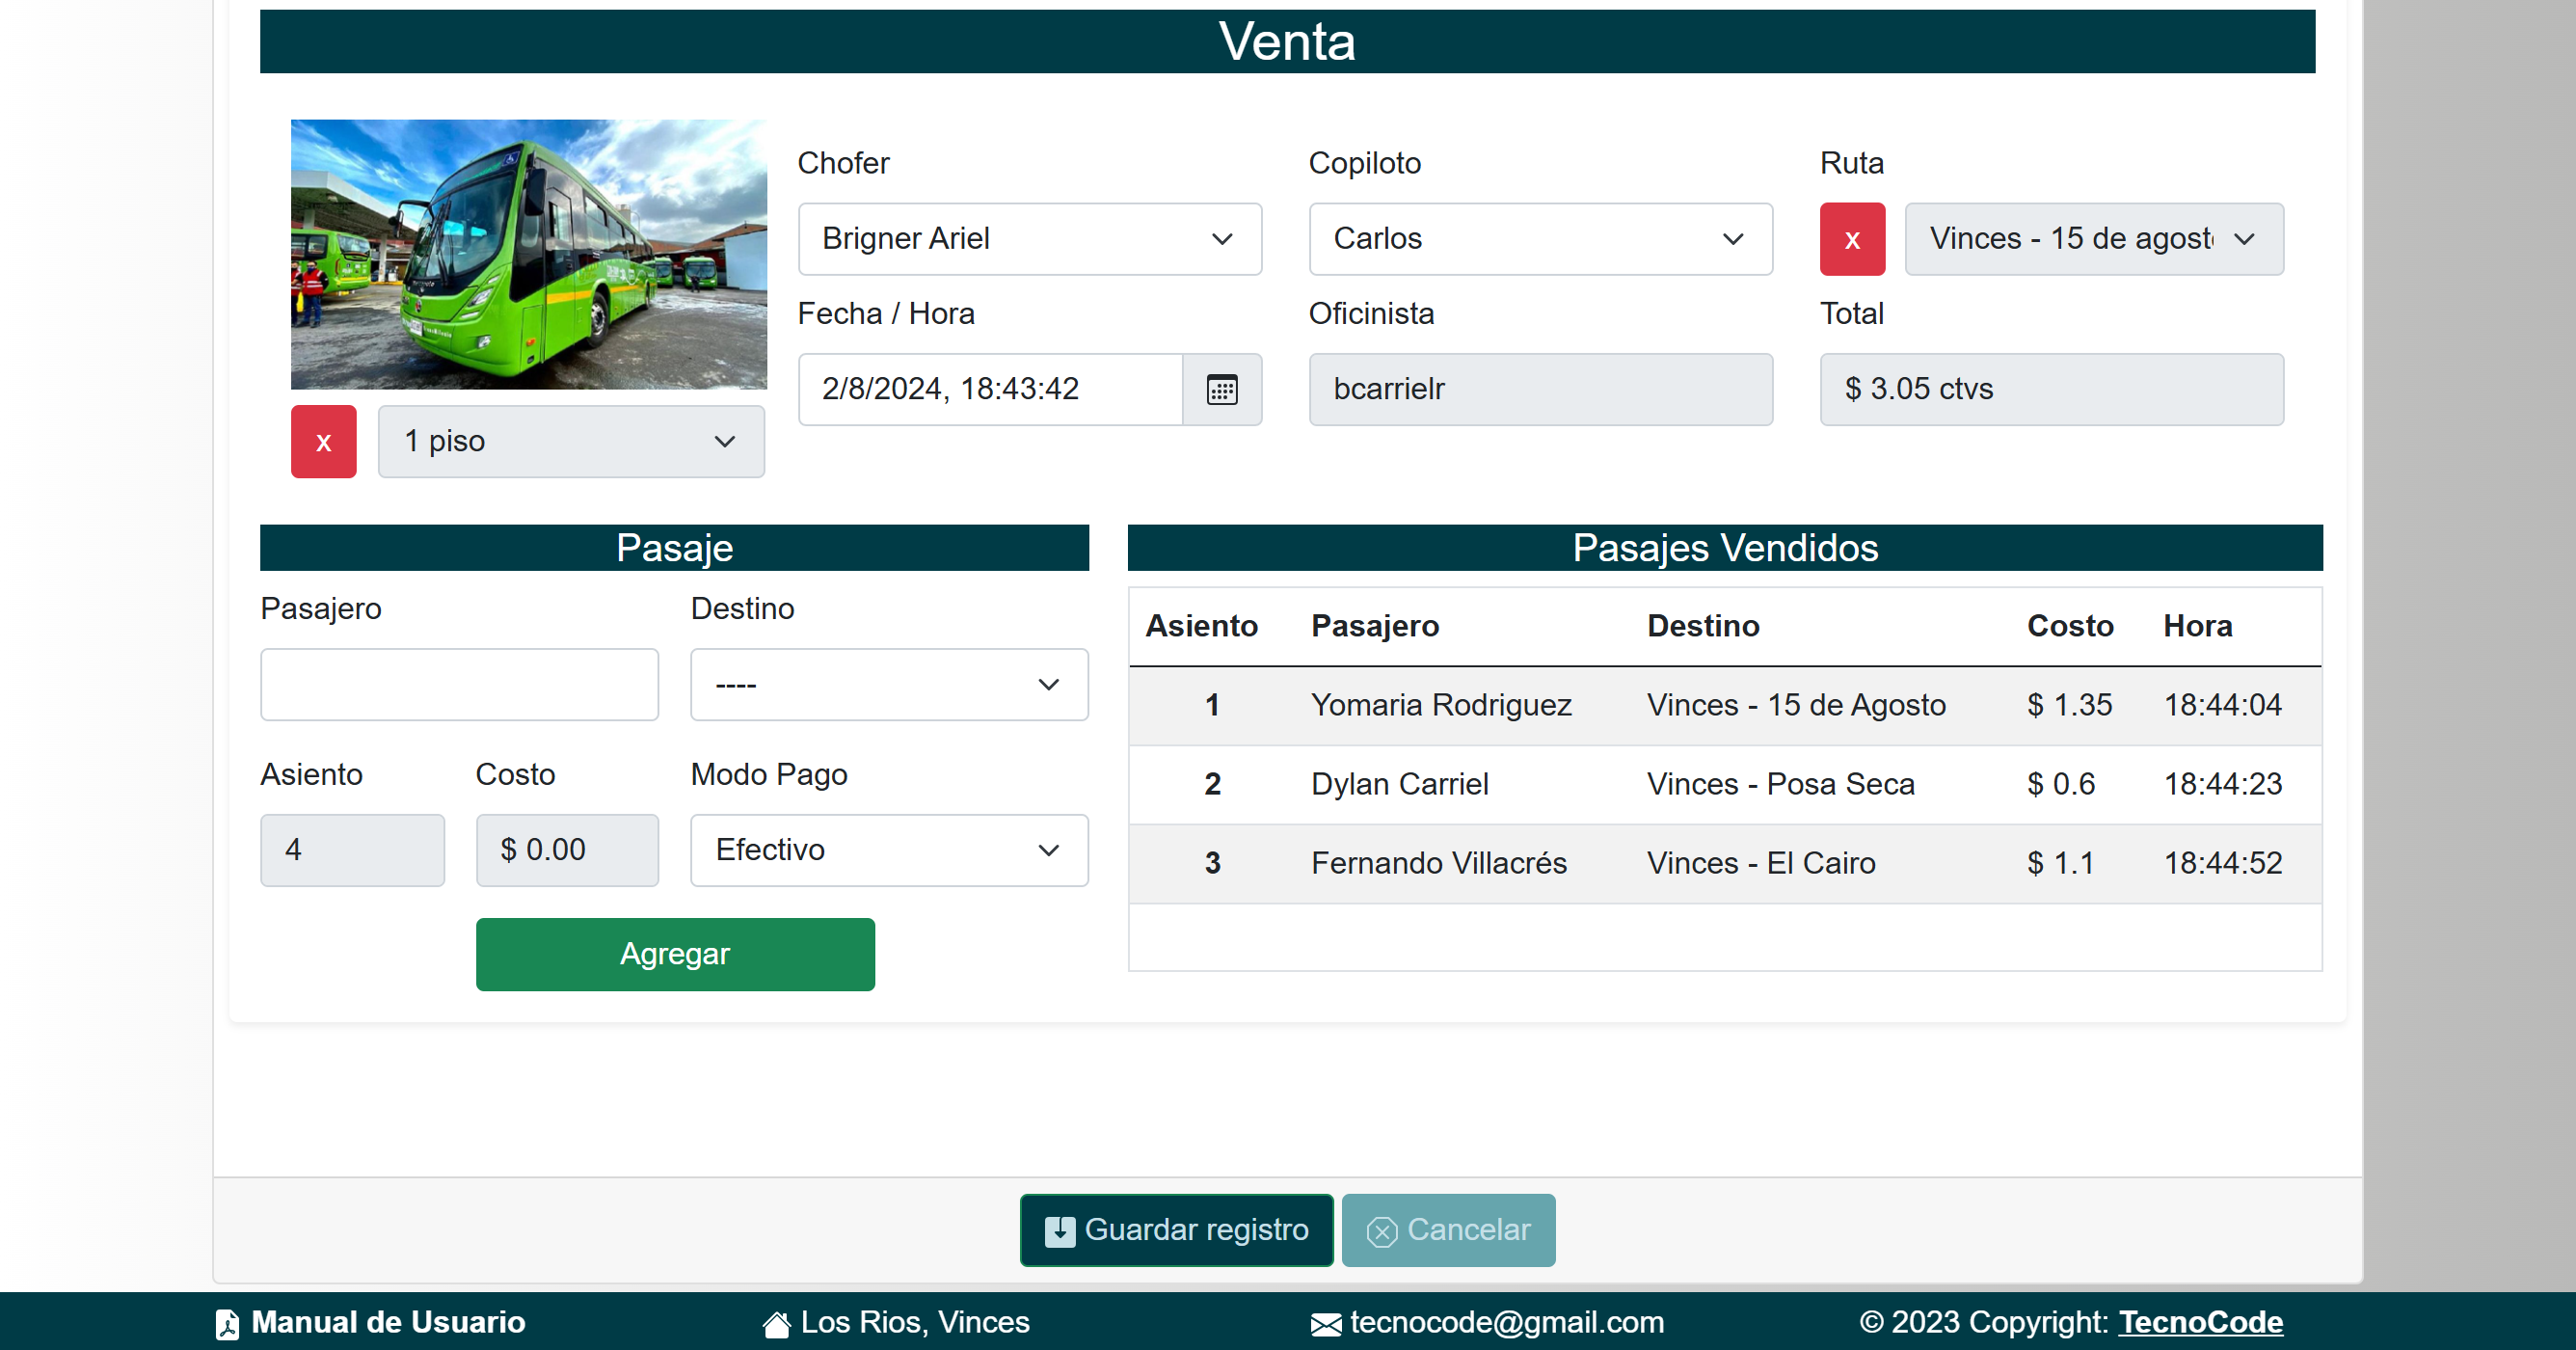 Venta
Chofer
Copiloto
Ruta
Brigner Ariel
Carlos
x
Vinces - 15 de agost
Fecha / Hora
Oficinista
Total
2/8/2024, 18:43:42
bcarrielr
$ 3.05 ctvs
x
1 piso
Pasaje
Pasajero
Destino
----
Asiento
Costo
Modo Pago
4
$ 0.00
Efectivo
Agregar
Pasajes Vendidos
Asiento Pasajero Destino Costo Hora
1 Yomaria Rodriguez Vinces - 15 de Agosto $ 1.35 18:44:04
2 Dylan Carriel Vinces - Posa Seca $ 0.6 18:44:23
3 Fernando Villacrés Vinces - El Cairo $ 1.1 18:44:52
Guardar registro
Cancelar
Manual de Usuario
Los Rios, Vinces
tecnocode@gmail.com
© 2023 Copyright: TecnoCode